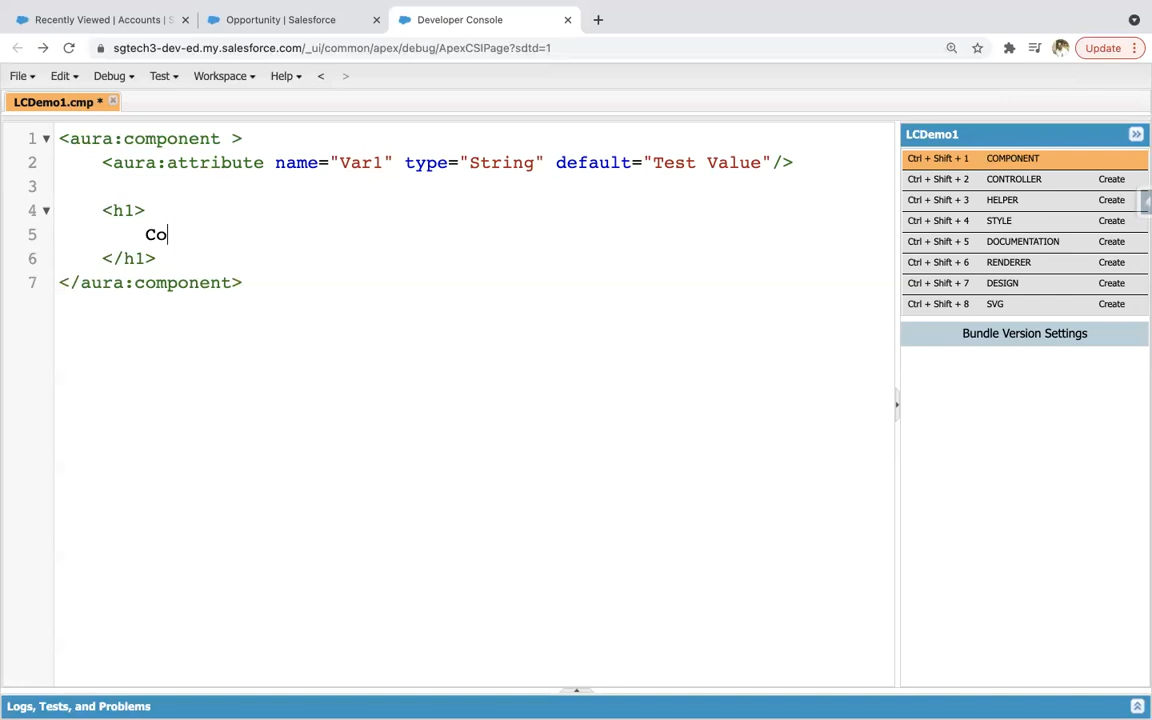 Recently Viewed | Accounts | S
Opportunity | Salesforce
Developer Console
sgtech3-dev-ed.my.salesforce.com/_ui/common/apex/debug/ApexCSIPage?sdtd=1
Update
File Edit Debug Test Workspace Help < >
LCDemo1.cmp *
1 <aura:component >
2 <aura:attribute name="Var1" type="String" default="Test Value"/>
3
4 <h1>
5 Co
6 </h1>
7 </aura:component>
LCDemo1
Ctrl + Shift + 1 COMPONENT
Ctrl + Shift + 2 CONTROLLER Create
Ctrl + Shift + 3 HELPER Create
Ctrl + Shift + 4 STYLE Create
Ctrl + Shift + 5 DOCUMENTATION Create
Ctrl + Shift + 6 RENDERER Create
Ctrl + Shift + 7 DESIGN Create
Ctrl + Shift + 8 SVG Create
Bundle Version Settings
Logs, Tests, and Problems